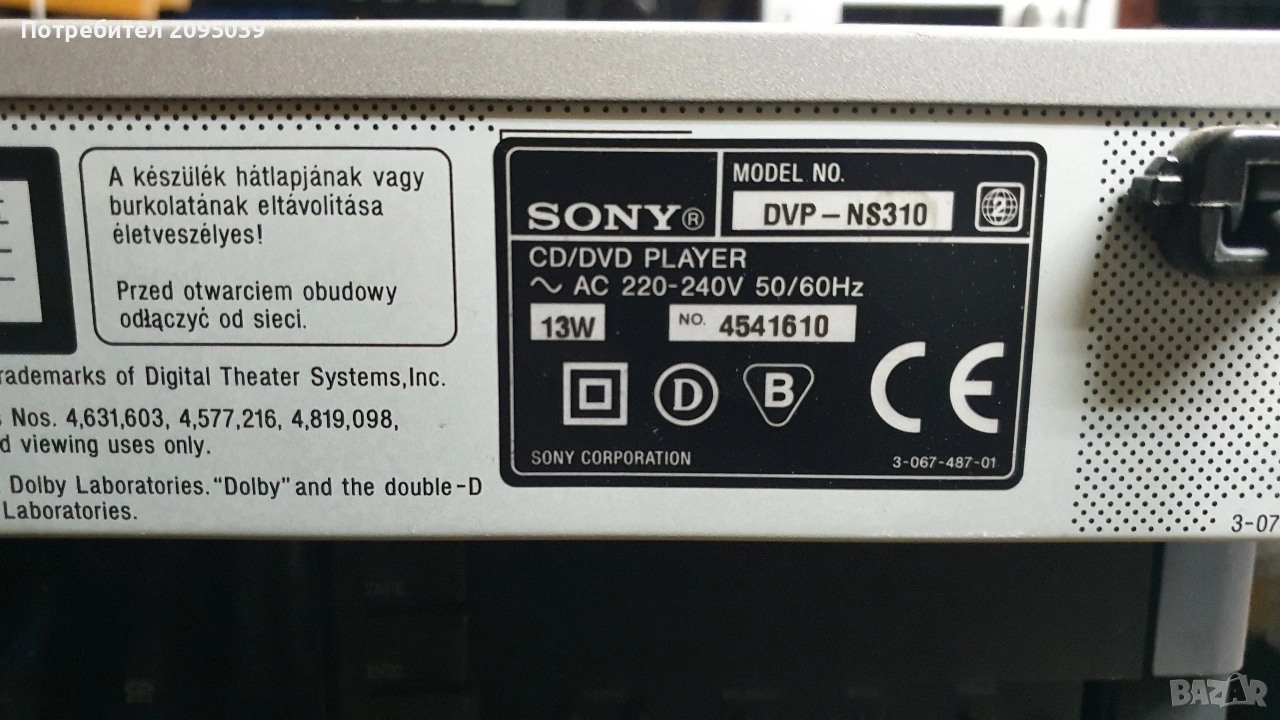 Потребител 2095039
A készülék hátlapjának vagy
burkolatának eltávolitása
életveszélyes!
Przed otwarciem obudowy
odłączyć od sieci.
rademarks of Digital Theater Systems,Inc.
Nos. 4,631,603, 4,577,216, 4,819,098,
d viewing uses only.
Dolby Laboratories. "Dolby" and the double-D
Laboratories.
SONY®
MODEL NO.
DVP-NS310
2
CD/DVD PLAYER
~ AC 220-240V 50/60Hz
13W
NO. 4541610
D
B
CE
SONY CORPORATION
3-067-487-01
3-07
BAZAR